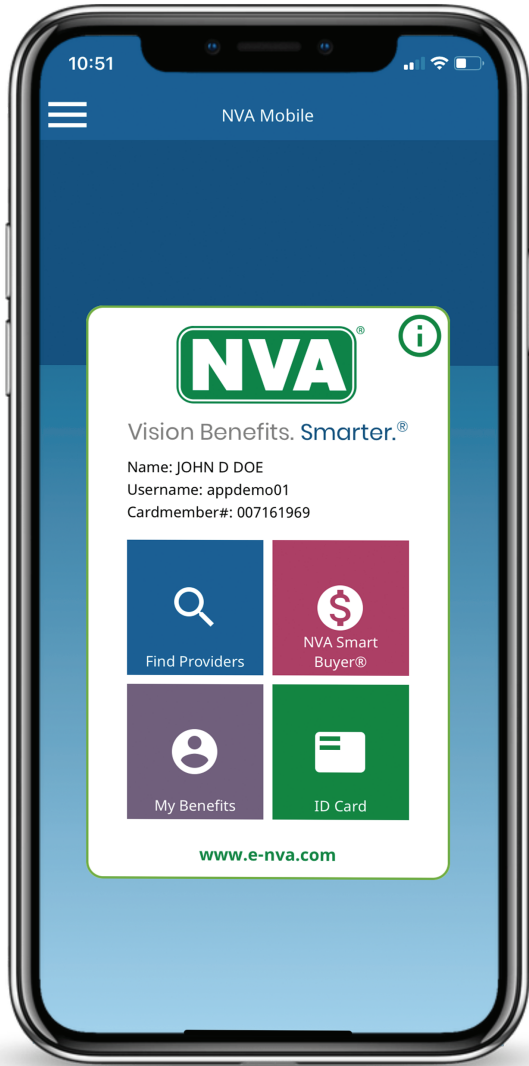 10:51
NVA Mobile
NVA®
Vision Benefits. Smarter.®
Name: JOHN D DOE
Username: appdemo01
Cardmember#: 007161969
Find Providers
NVA Smart
Buyer®
My Benefits
ID Card
www.e-nva.com